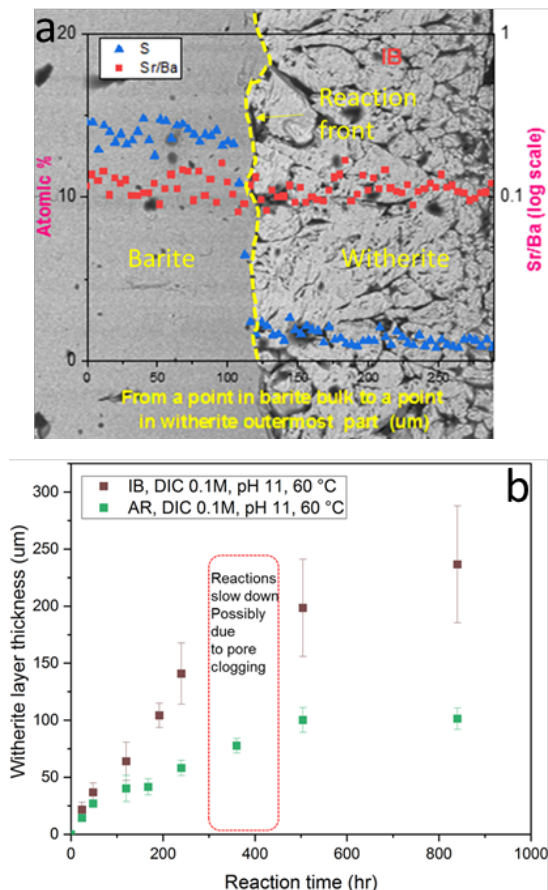 a
20
1
S
Sr/Ba
IB
Reaction
front
Atomic %
10
0.1
Sr/Ba (log scale)
Barite
Witherite
0
0
50
100
150
200
250
From a point in barite bulk to a point
in witherite outermost part (um)
b
300
IB, DIC 0.1M, pH 11, 60 °C
AR, DIC 0.1M, pH 11, 60 °C
250
Reactions
slow down
Possibly
due
to pore
clogging
200
150
100
50
0
Witherite layer thickness (um)
0
200
400
600
800
1000
Reaction time (hr)